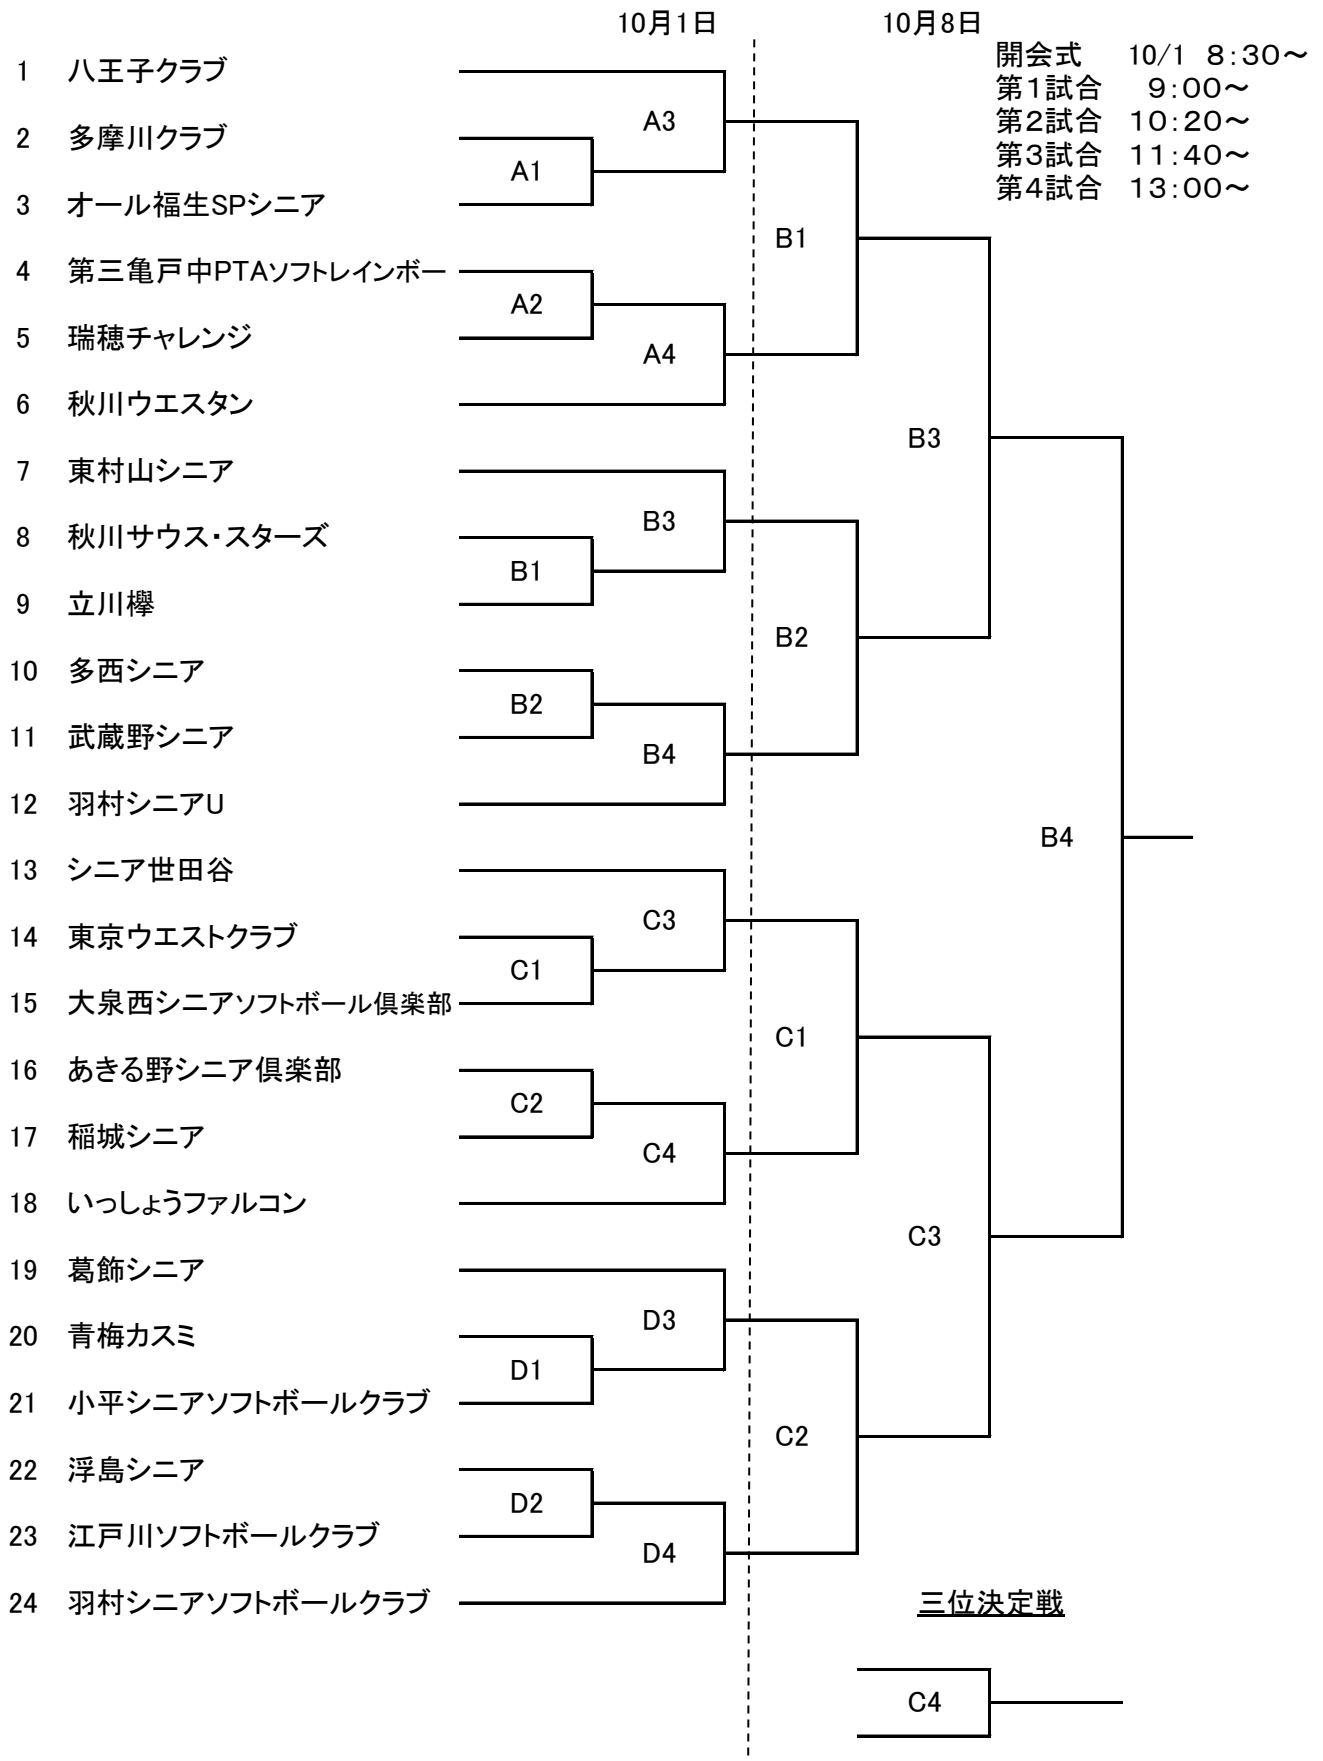 10月1日 10月8日
開会式 10/1 8:30～
第1試合 9:00～
第2試合 10:20～
第3試合 11:40～
第4試合 13:00～
1 八王子クラブ
A3
2 多摩川クラブ
A1
3 オール福生SPシニア
B1
4 第三亀戸中PTAソフトレインボー
A2
5 瑞穂チャレンジ
A4
6 秋川ウエスタン
B3
7 東村山シニア
B3
8 秋川サウス・スターズ
B1
9 立川欅
B2
10 多西シニア
B2
11 武蔵野シニア
B4
12 羽村シニアU
B4
13 シニア世田谷
C3
14 東京ウエストクラブ
C1
15 大泉西シニアソフトボール倶楽部
C1
16 あきる野シニア倶楽部
C2
17 稲城シニア
C4
18 いっしょうファルコン
C3
19 葛飾シニア
D3
20 青梅カスミ
D1
21 小平シニアソフトボールクラブ
C2
22 浮島シニア
D2
23 江戸川ソフトボールクラブ
D4
24 羽村シニアソフトボールクラブ
三位決定戦
C4